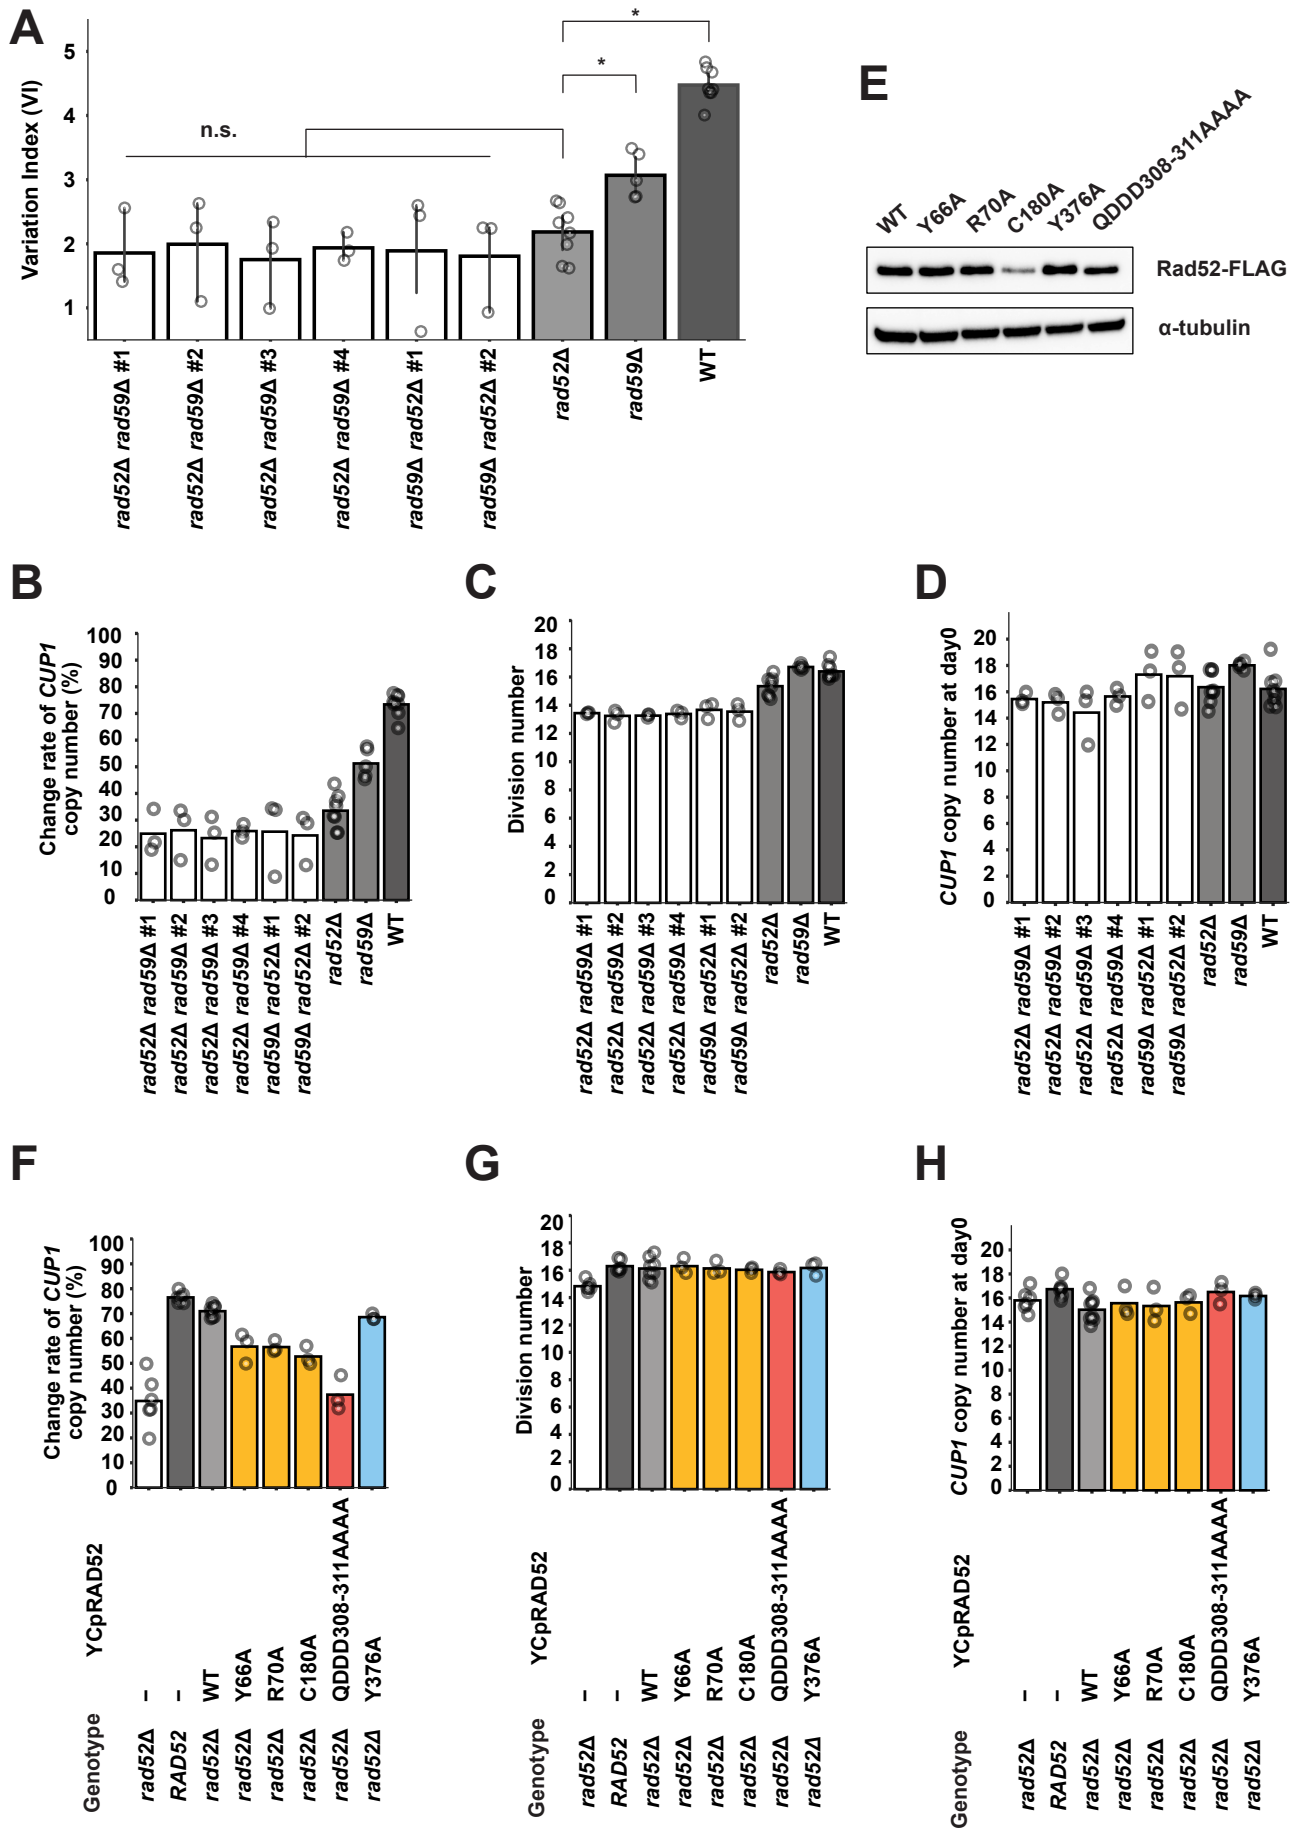 A
Variation Index (VI)
5
4
3
2
1
n.s.
*
*
rad52Δ rad59Δ #1
rad52Δ rad59Δ #2
rad52Δ rad59Δ #3
rad52Δ rad59Δ #4
rad59Δ rad52Δ #1
rad59Δ rad52Δ #2
rad52Δ
rad59Δ
WT
E
WT
Y66A
R70A
C180A
Y376A
QDDD308-311AAAA
Rad52-FLAG
α-tubulin
B
Change rate of CUP1
copy number (%)
100
90
80
70
60
50
40
30
20
10
0
rad52Δ rad59Δ #1
rad52Δ rad59Δ #2
rad52Δ rad59Δ #3
rad52Δ rad59Δ #4
rad59Δ rad52Δ #1
rad59Δ rad52Δ #2
rad52Δ
rad59Δ
WT
C
Division number
20
18
16
14
12
10
8
6
4
2
0
rad52Δ rad59Δ #1
rad52Δ rad59Δ #2
rad52Δ rad59Δ #3
rad52Δ rad59Δ #4
rad59Δ rad52Δ #1
rad59Δ rad52Δ #2
rad52Δ
rad59Δ
WT
D
CUP1 copy number at day0
20
18
16
14
12
10
8
6
4
2
0
rad52Δ rad59Δ #1
rad52Δ rad59Δ #2
rad52Δ rad59Δ #3
rad52Δ rad59Δ #4
rad59Δ rad52Δ #1
rad59Δ rad52Δ #2
rad52Δ
rad59Δ
WT
F
Change rate of CUP1
copy number (%)
100
90
80
70
60
50
40
30
20
10
0
YCpRAD52
–
–
WT
Y66A
R70A
C180A
QDDD308-311AAAA
Y376A
Genotype
rad52Δ
RAD52
rad52Δ
rad52Δ
rad52Δ
rad52Δ
rad52Δ
rad52Δ
G
Division number
20
18
16
14
12
10
8
6
4
2
0
YCpRAD52
–
–
WT
Y66A
R70A
C180A
QDDD308-311AAAA
Y376A
Genotype
rad52Δ
RAD52
rad52Δ
rad52Δ
rad52Δ
rad52Δ
rad52Δ
rad52Δ
H
CUP1 copy number at day0
20
18
16
14
12
10
8
6
4
2
0
YCpRAD52
–
–
WT
Y66A
R70A
C180A
QDDD308-311AAAA
Y376A
Genotype
rad52Δ
RAD52
rad52Δ
rad52Δ
rad52Δ
rad52Δ
rad52Δ
rad52Δ